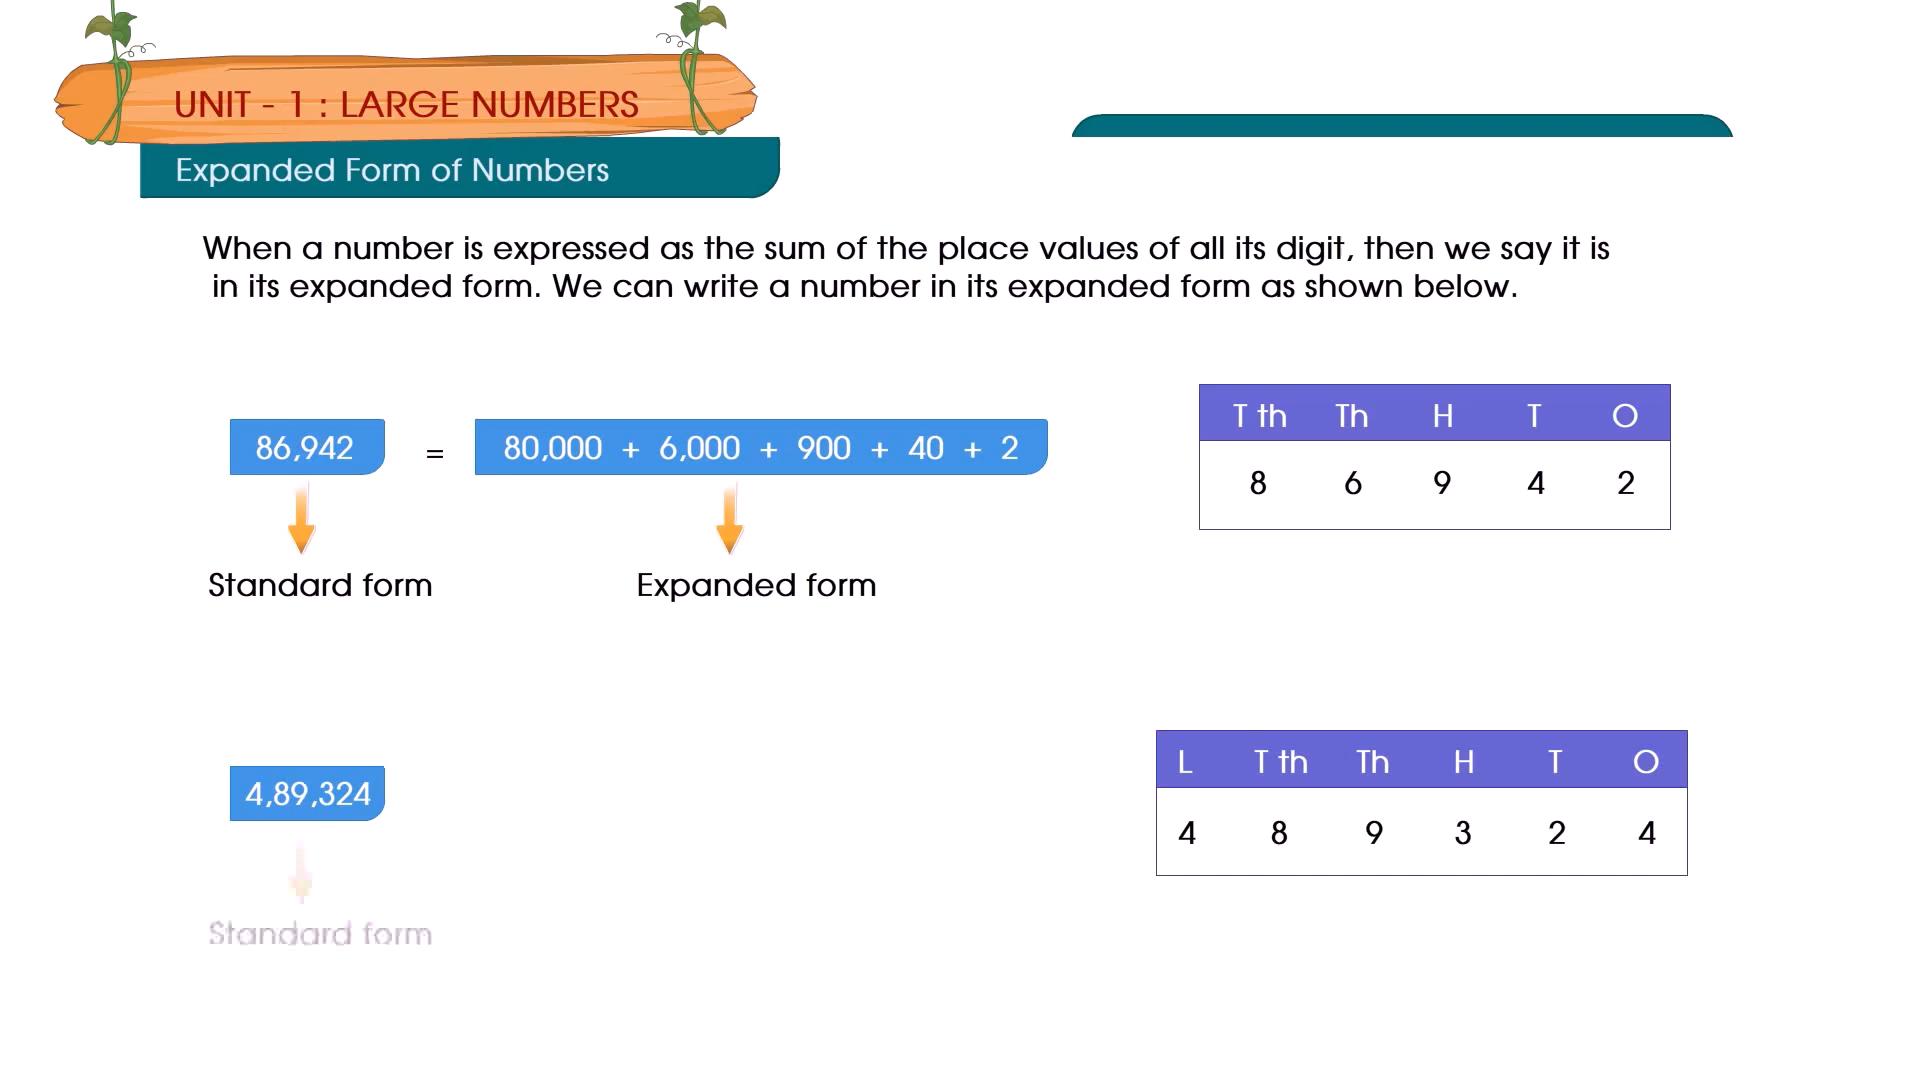 UNIT - 1 : LARGE NUMBERS
Expanded Form of Numbers
When a number is expressed as the sum of the place values of all its digit, then we say it is
in its expanded form. We can write a number in its expanded form as shown below.
86,942 = 80,000 + 6,000 + 900 + 40 + 2
Standard form Expanded form
T th Th H T O
8 6 9 4 2
4,89,324
Standard form
L T th Th H T O
4 8 9 3 2 4